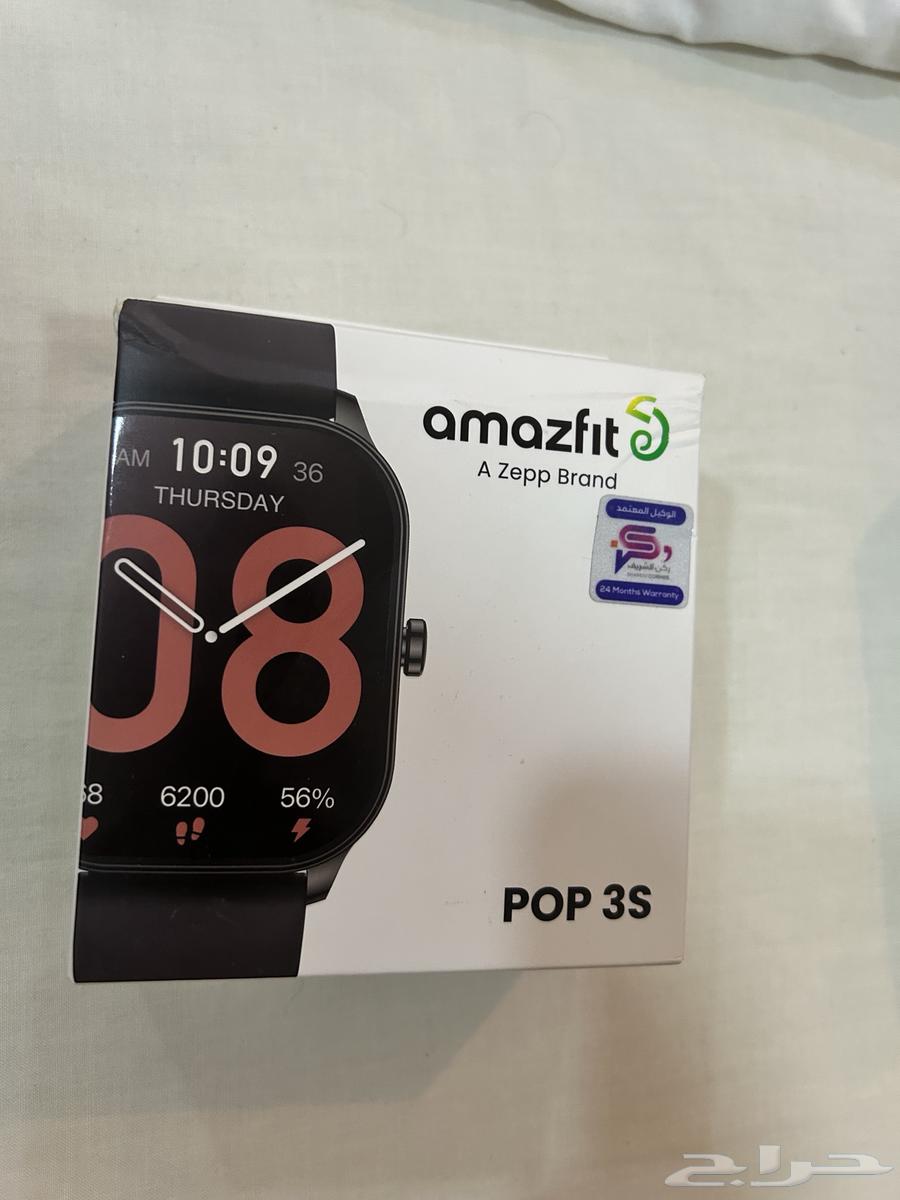 amazfit
A Zepp Brand
AM 10:09 36
THURSDAY
08
68 6200 56%
الوكيل المعتمد
ركن الشريف
SHAREEF CORNER
24 Months Warranty
POP 3S
حراج